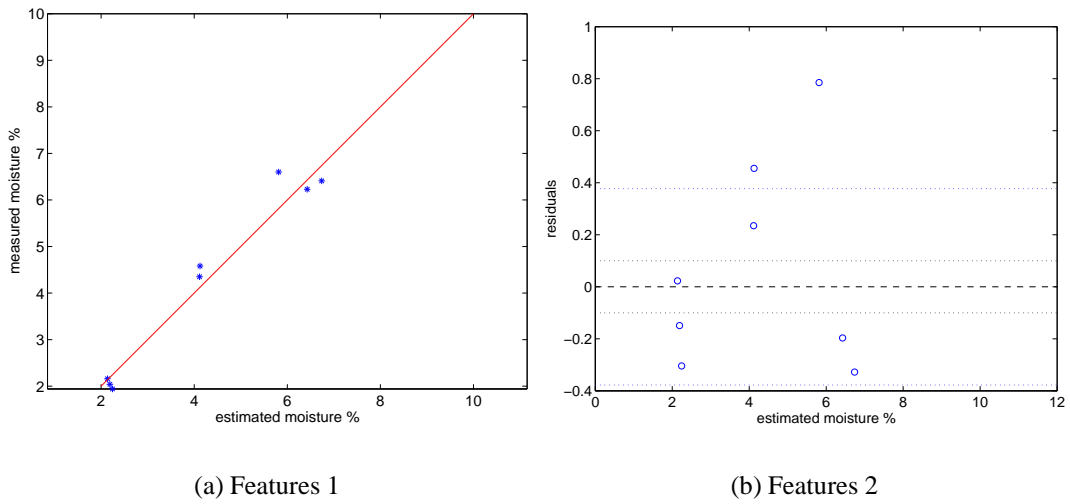 10
9
8
7
6
5
4
3
2
measured moisture %
2 4 6 8 10
estimated moisture %
(a) Features 1
1
0.8
0.6
0.4
0.2
0
−0.2
−0.4
residuals
0 2 4 6 8 10 12
estimated moisture %
(b) Features 2